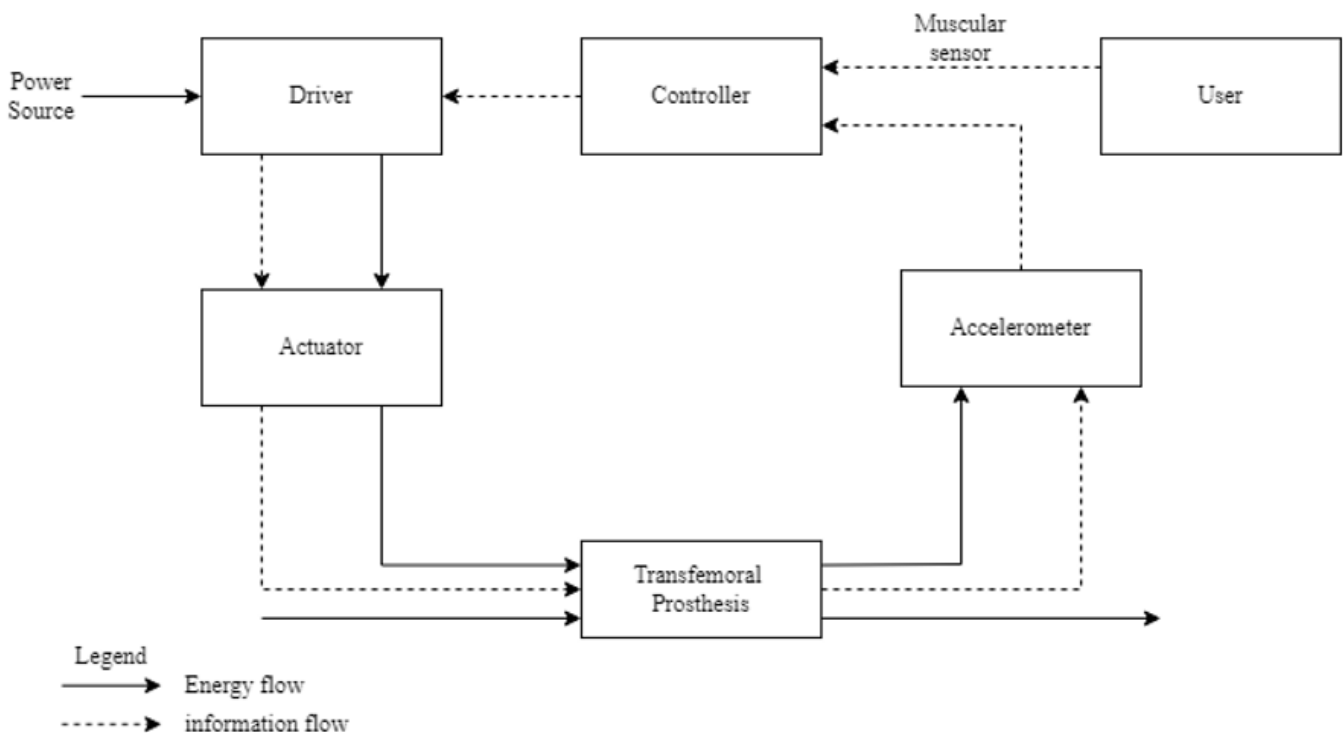 Muscular
sensor
Power
Source
Driver
Controller
User
Actuator
Accelerometer
Transfemoral
Prosthesis
Legend
Energy flow
information flow